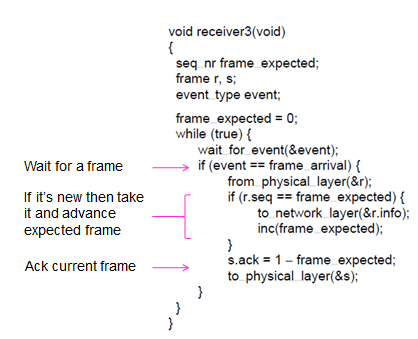 void receiver3(void)
{
seq_nr frame_expected;
frame r, s;
event_type event;
frame_expected = 0;
while (true) {
wait_for_event(&event);
Wait for a frame
if (event == frame_arrival) {
from_physical_layer(&r);
If it's new then take
it and advance
expected frame
if (r.seq == frame_expected) {
to_network_layer(&r.info);
inc(frame_expected);
}
Ack current frame
s.ack = 1 – frame_expected;
to_physical_layer(&s);
}
}
}